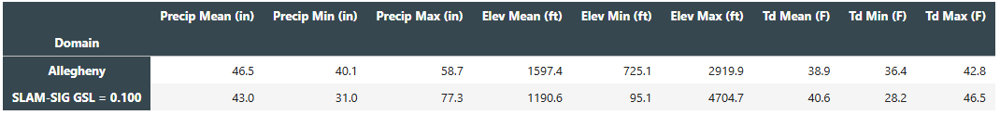 Precip Mean (in) Precip Min (in) Precip Max (in) Elev Mean (ft) Elev Min (ft) Elev Max (ft) Td Mean (F) Td Min (F) Td Max (F)
Domain
Allegheny 46.5 40.1 58.7 1597.4 725.1 2919.9 38.9 36.4 42.8
SLAM-SIG GSL = 0.100 43.0 31.0 77.3 1190.6 95.1 4704.7 40.6 28.2 46.5